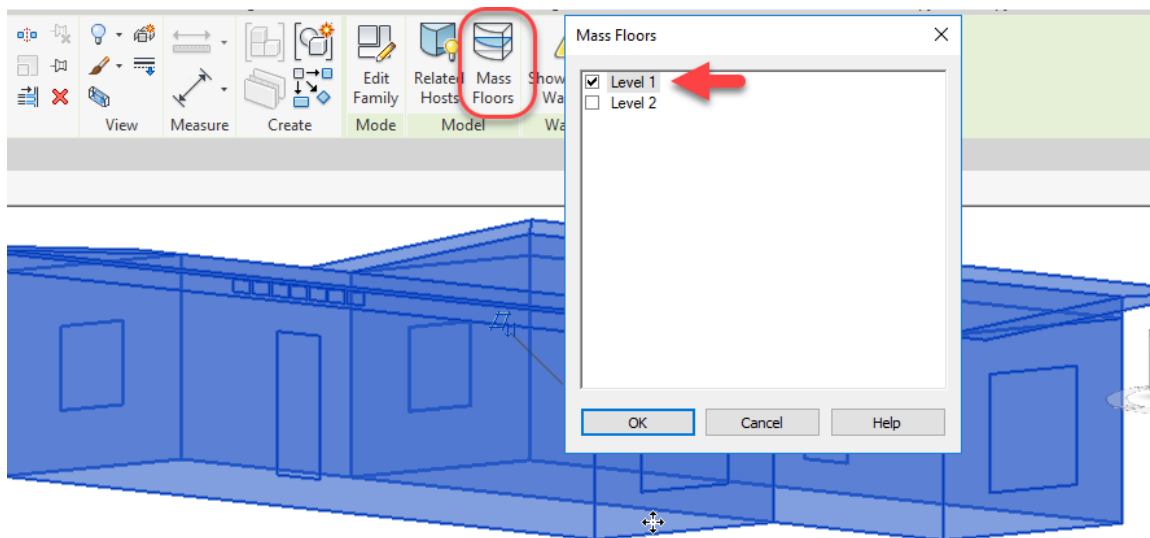 Mass Floors
Edit
Family
Related
Hosts
Mass
Floors
Show
Wa
View
Measure
Create
Mode
Model
Wa
Level 1
Level 2
OK
Cancel
Help